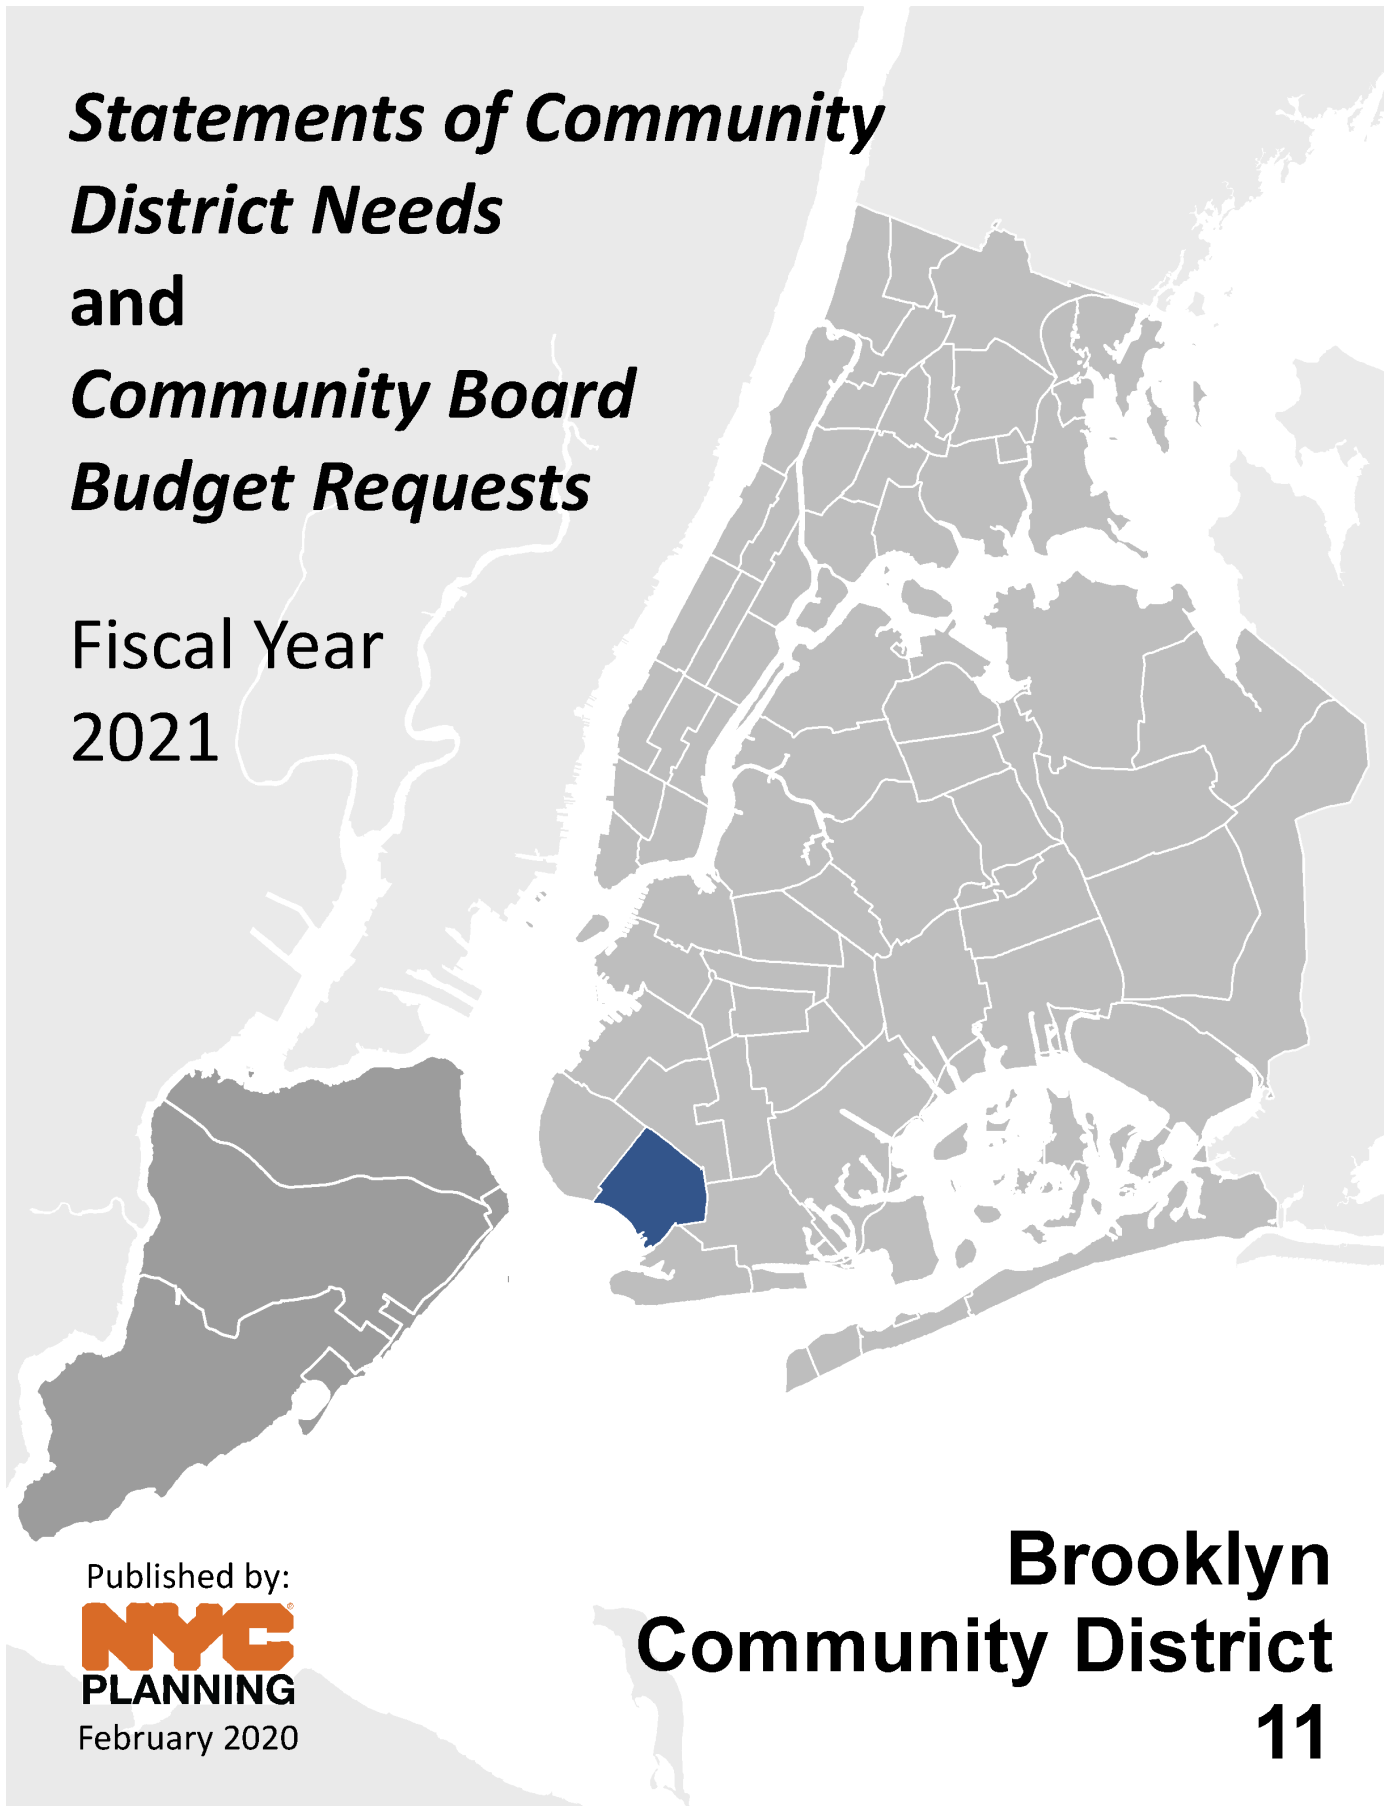 Statements of Community
District Needs
and
Community Board
Budget Requests
Fiscal Year
2021
Published by:
NYC®
PLANNING
February 2020
Brooklyn
Community District
11